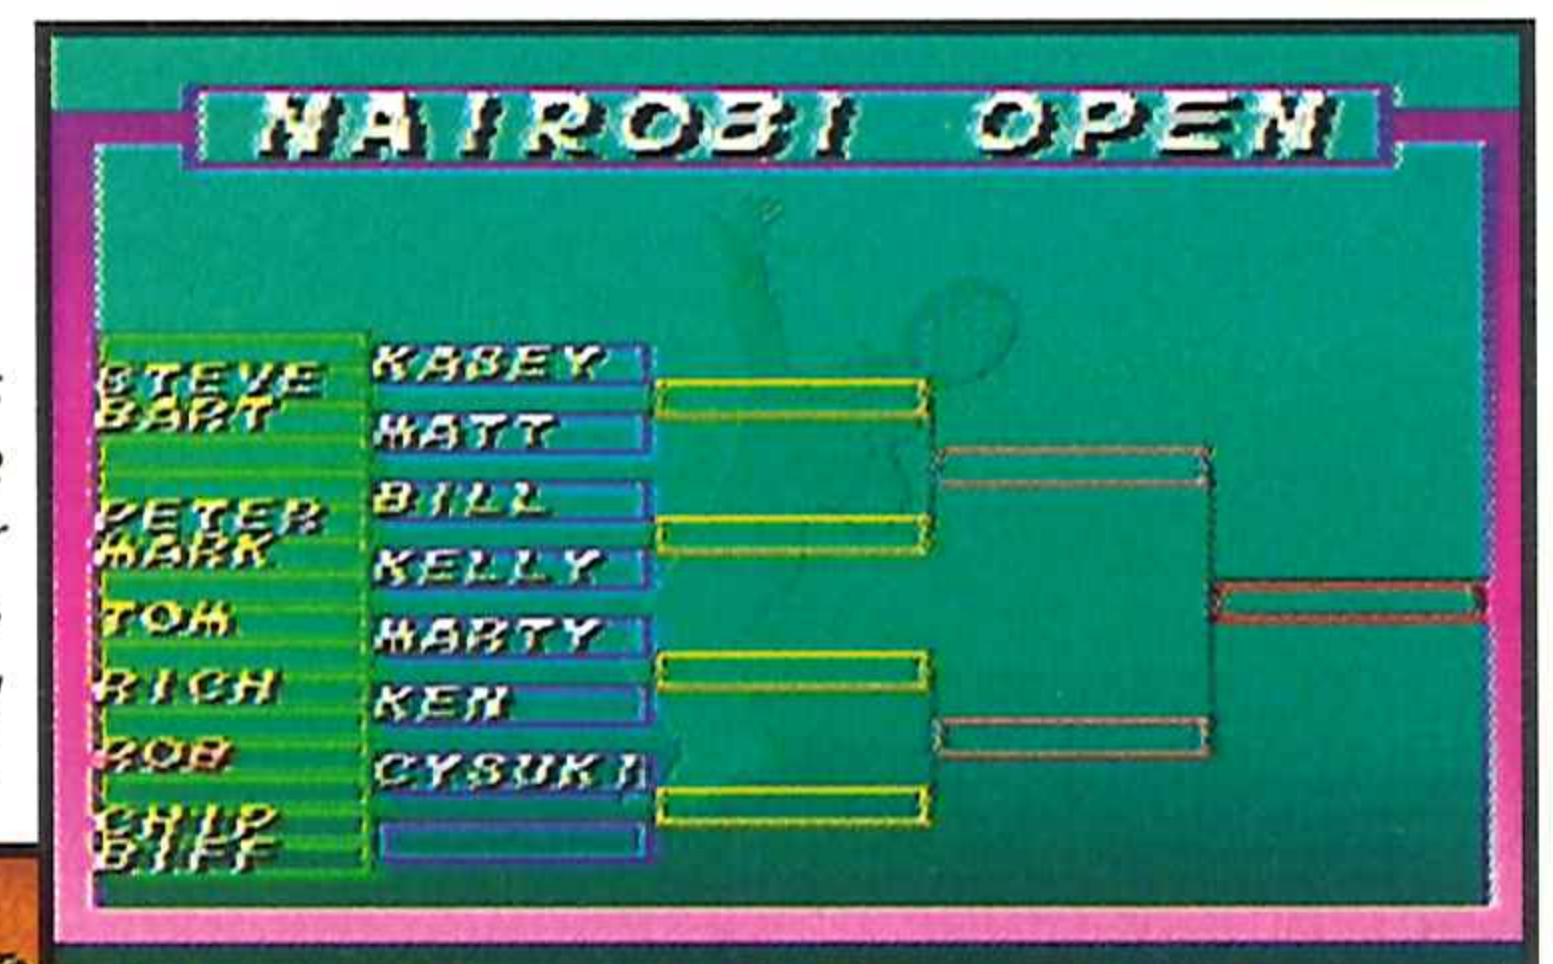 NAIROBI OPEN
STEVE
BART
PETER
MARK
TOM
RICH
ROB
CHIP
BIFF
KASEY
MATT
BILL
KELLY
MARTY
KEN
CYSUKI